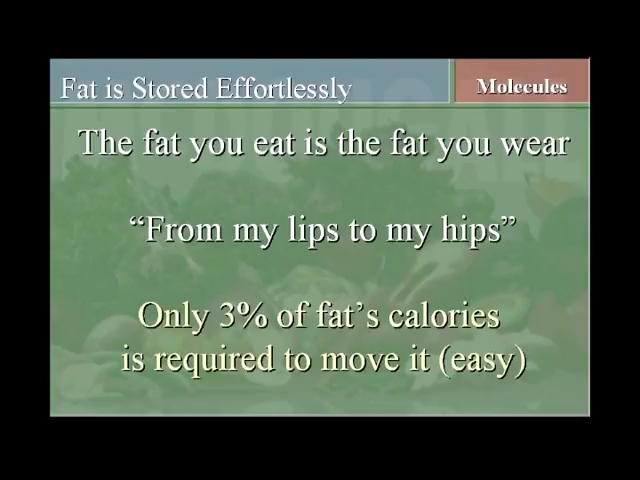 Fat is Stored Effortlessly
Molecules
The fat you eat is the fat you wear
“From my lips to my hips”
Only 3% of fat’s calories
is required to move it (easy)